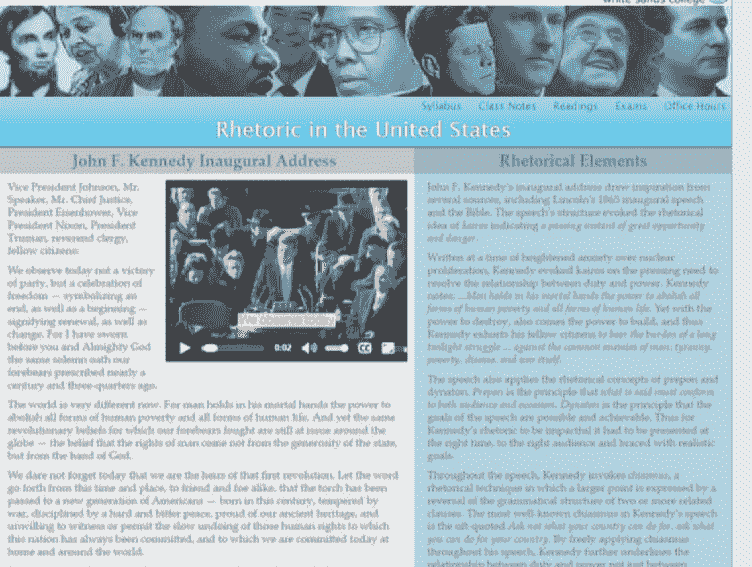 White Sands College
Syllabus Class Notes Readings Exams Office Hours
Rhetoric in the United States
John F. Kennedy Inaugural Address
Vice President Johnson, Mr.
Speaker, Mr. Chief Justice,
President Eisenhower, Vice
President Nixon, President
Truman, reverend clergy,
fellow citizens:
We observe today not a victory
of party, but a celebration of
freedom — symbolizing an
end, as well as a beginning —
signifying renewal, as well as
change. For I have sworn
before you and Almighty God
the same solemn oath our
forebears prescribed nearly a
century and three-quarters ago.
We observe today
0:02
CC
The world is very different now. For man holds in his mortal hands the power to
abolish all forms of human poverty and all forms of human life. And yet the same
revolutionary beliefs for which our forebears fought are still at issue around the
globe — the belief that the rights of man come not from the generosity of the state,
but from the hand of God.
We dare not forget today that we are the heirs of that first revolution. Let the word
go forth from this time and place, to friend and foe alike, that the torch has been
passed to a new generation of Americans — born in this century, tempered by
war, disciplined by a hard and bitter peace, proud of our ancient heritage, and
unwilling to witness or permit the slow undoing of those human rights to which
this nation has always been committed, and to which we are committed today at
home and around the world.
Rhetorical Elements
John F. Kennedy's inaugural address drew inspiration from
several sources, including Lincoln's 1865 inaugural speech
and the Bible. The speech's structure evoked the rhetorical
idea of kairos indicating a passing instant of great opportunity
and danger.
Written at a time of heightened anxiety over nuclear
proliferation, Kennedy evoked kairos on the pressing need to
resolve the relationship between duty and power. Kennedy
notes, ...Man holds in his mortal hands the power to abolish all
forms of human poverty and all forms of human life. Yet with the
power to destroy, also comes the power to build, and thus
Kennedy exhorts his fellow citizens to bear the burden of a long
twilight struggle ... against the common enemies of man: tyranny,
poverty, disease, and war itself.
The speech also applies the rhetorical concepts of prepon and
dynaton. Prepon is the principle that what is said must conform
to both audience and occasion. Dynaton is the principle that the
goals of the speech are possible and achievable. Thus for
Kennedy's rhetoric to be impactful it had to be presented at
the right time, to the right audience and laced with realistic
goals.
Throughout the speech, Kennedy invokes chiasmus, a
rhetorical technique in which a larger point is expressed by a
reversal of the grammatical structure of two or more related
clauses. The most well-known chiasmus in Kennedy's speech
is the oft-quoted Ask not what your country can do for, ask what
you can do for your country. By freely applying chiasmus
throughout his speech, Kennedy further underlines the
relationship between duty and power not just between